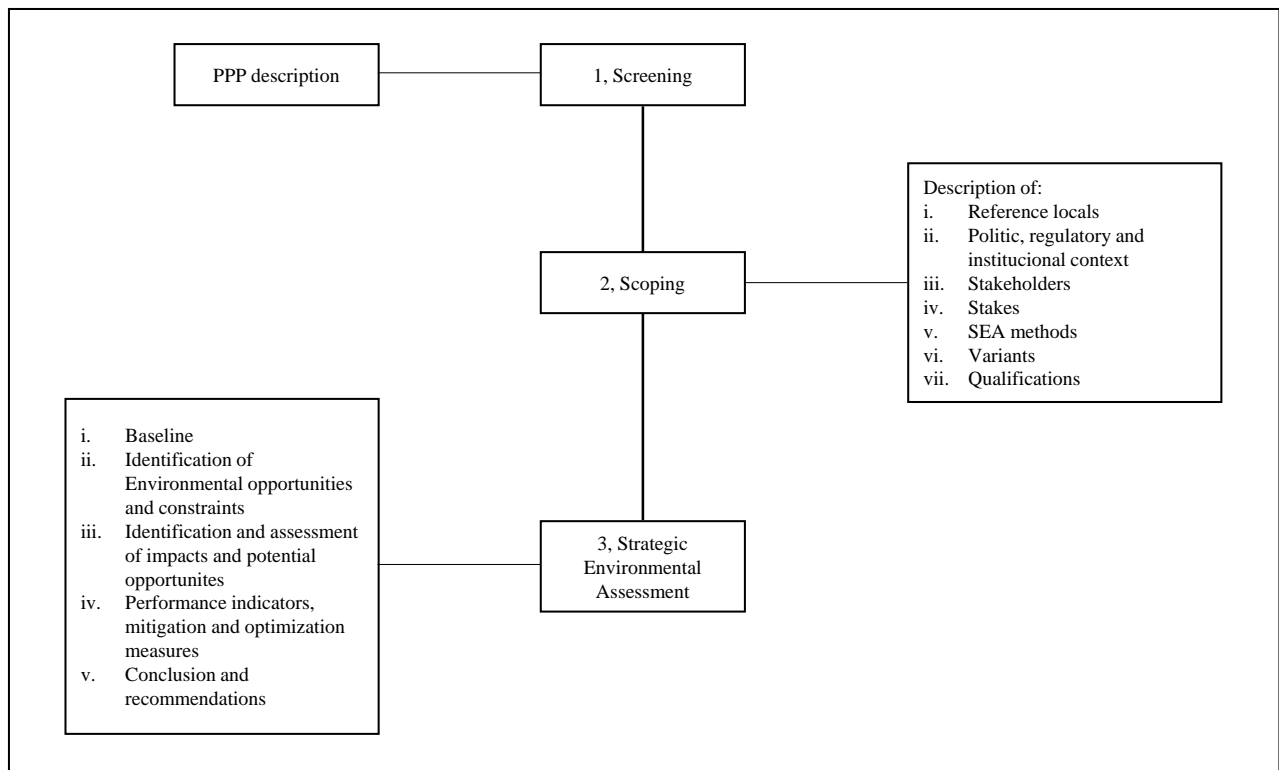 PPP description
1, Screening
Description of:
i. Reference locals
ii. Politic, regulatory and
institucional context
iii. Stakeholders
iv. Stakes
v. SEA methods
vi. Variants
vii. Qualifications
2, Scoping
i. Baseline
ii. Identification of
Environmental opportunities
and constraints
iii. Identification and assessment
of impacts and potential
opportunites
iv. Performance indicators,
mitigation and optimization
measures
v. Conclusion and
recommendations
3, Strategic
Environmental
Assessment